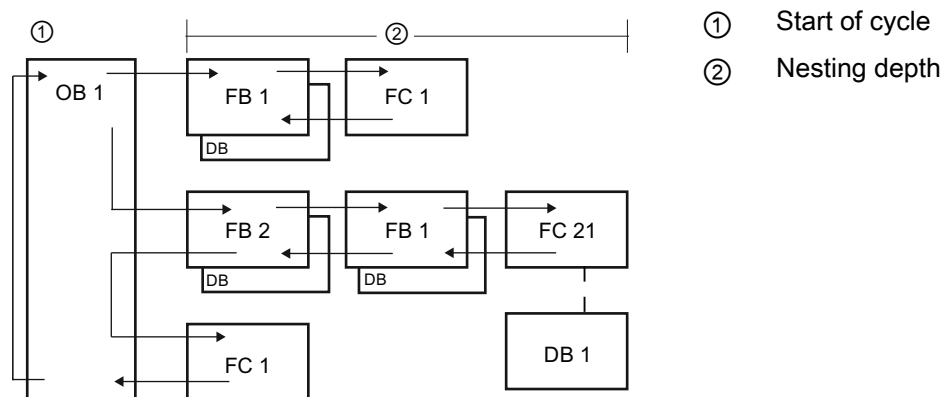 ① Start of cycle
② Nesting depth
①
②
OB 1
FB 1
FC 1
DB
FB 2
FB 1
FC 21
DB
DB
FC 1
DB 1